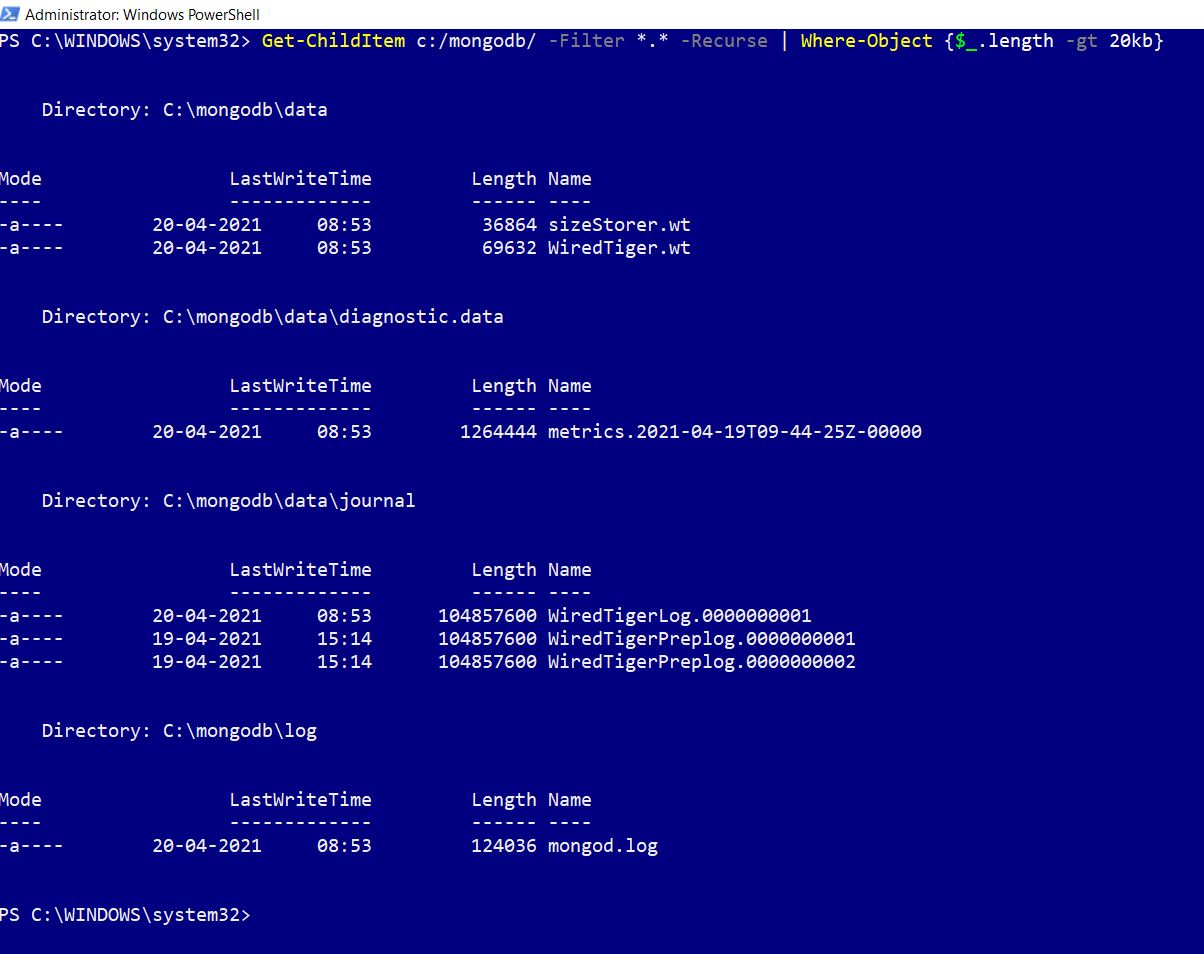 Administrator: Windows PowerShell
PS C:\WINDOWS\system32> Get-ChildItem c:/mongodb/ -Filter *.* -Recurse | Where-Object {$_.length -gt 20kb}
Directory: C:\mongodb\data
Mode LastWriteTime Length Name
---- ------------- ------ ----
-a---- 20-04-2021 08:53 36864 sizeStorer.wt
-a---- 20-04-2021 08:53 69632 WiredTiger.wt
Directory: C:\mongodb\data\diagnostic.data
Mode LastWriteTime Length Name
---- ------------- ------ ----
-a---- 20-04-2021 08:53 1264444 metrics.2021-04-19T09-44-25Z-00000
Directory: C:\mongodb\data\journal
Mode LastWriteTime Length Name
---- ------------- ------ ----
-a---- 20-04-2021 08:53 104857600 WiredTigerLog.0000000001
-a---- 19-04-2021 15:14 104857600 WiredTigerPreplog.0000000001
-a---- 19-04-2021 15:14 104857600 WiredTigerPreplog.0000000002
Directory: C:\mongodb\log
Mode LastWriteTime Length Name
---- ------------- ------ ----
-a---- 20-04-2021 08:53 124036 mongod.log
PS C:\WINDOWS\system32>